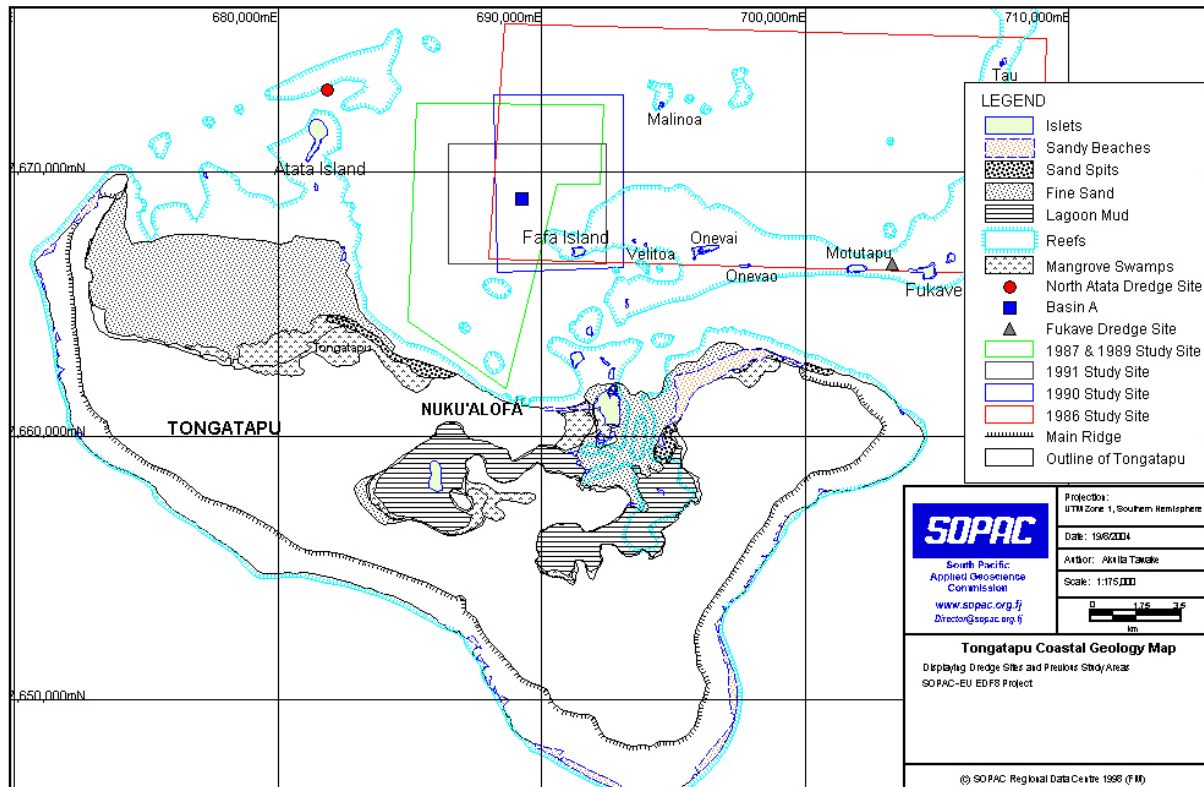 680,000mE
690,000mE
700,000mE
710,000mE
Tau
Malinoa
Atata Island
670,000mN
Fafa Island
Velitoa
Onevai
Onevao
Motutapu
Fukave
Tongatapu
NUKU'ALOFA
TONGATAPU
660,000mN
650,000mN
LEGEND
Islets
Sandy Beaches
Sand Spits
Fine Sand
Lagoon Mud
Reefs
Mangrove Swamps
North Atata Dredge Site
Basin A
Fukave Dredge Site
1987 & 1989 Study Site
1991 Study Site
1990 Study Site
1986 Study Site
Main Ridge
Outline of Tongatapu
SOPAC
South Pacific
Applied Geoscience
Commission
www.sopac.org.fj
Director@sopac.org.fj
Projection:
UTM Zone 1, Southern Hemisphere
Date: 19/8/2004
Author: Akuila Tawake
Scale: 1:175,000
0 1.75 3.5
km
Tongatapu Coastal Geology Map
Displaying Dredge Sites and Previous Study Areas
SOPAC-EU EDF8 Project
(c) SOPAC Regional Data Centre 1998 (FM)